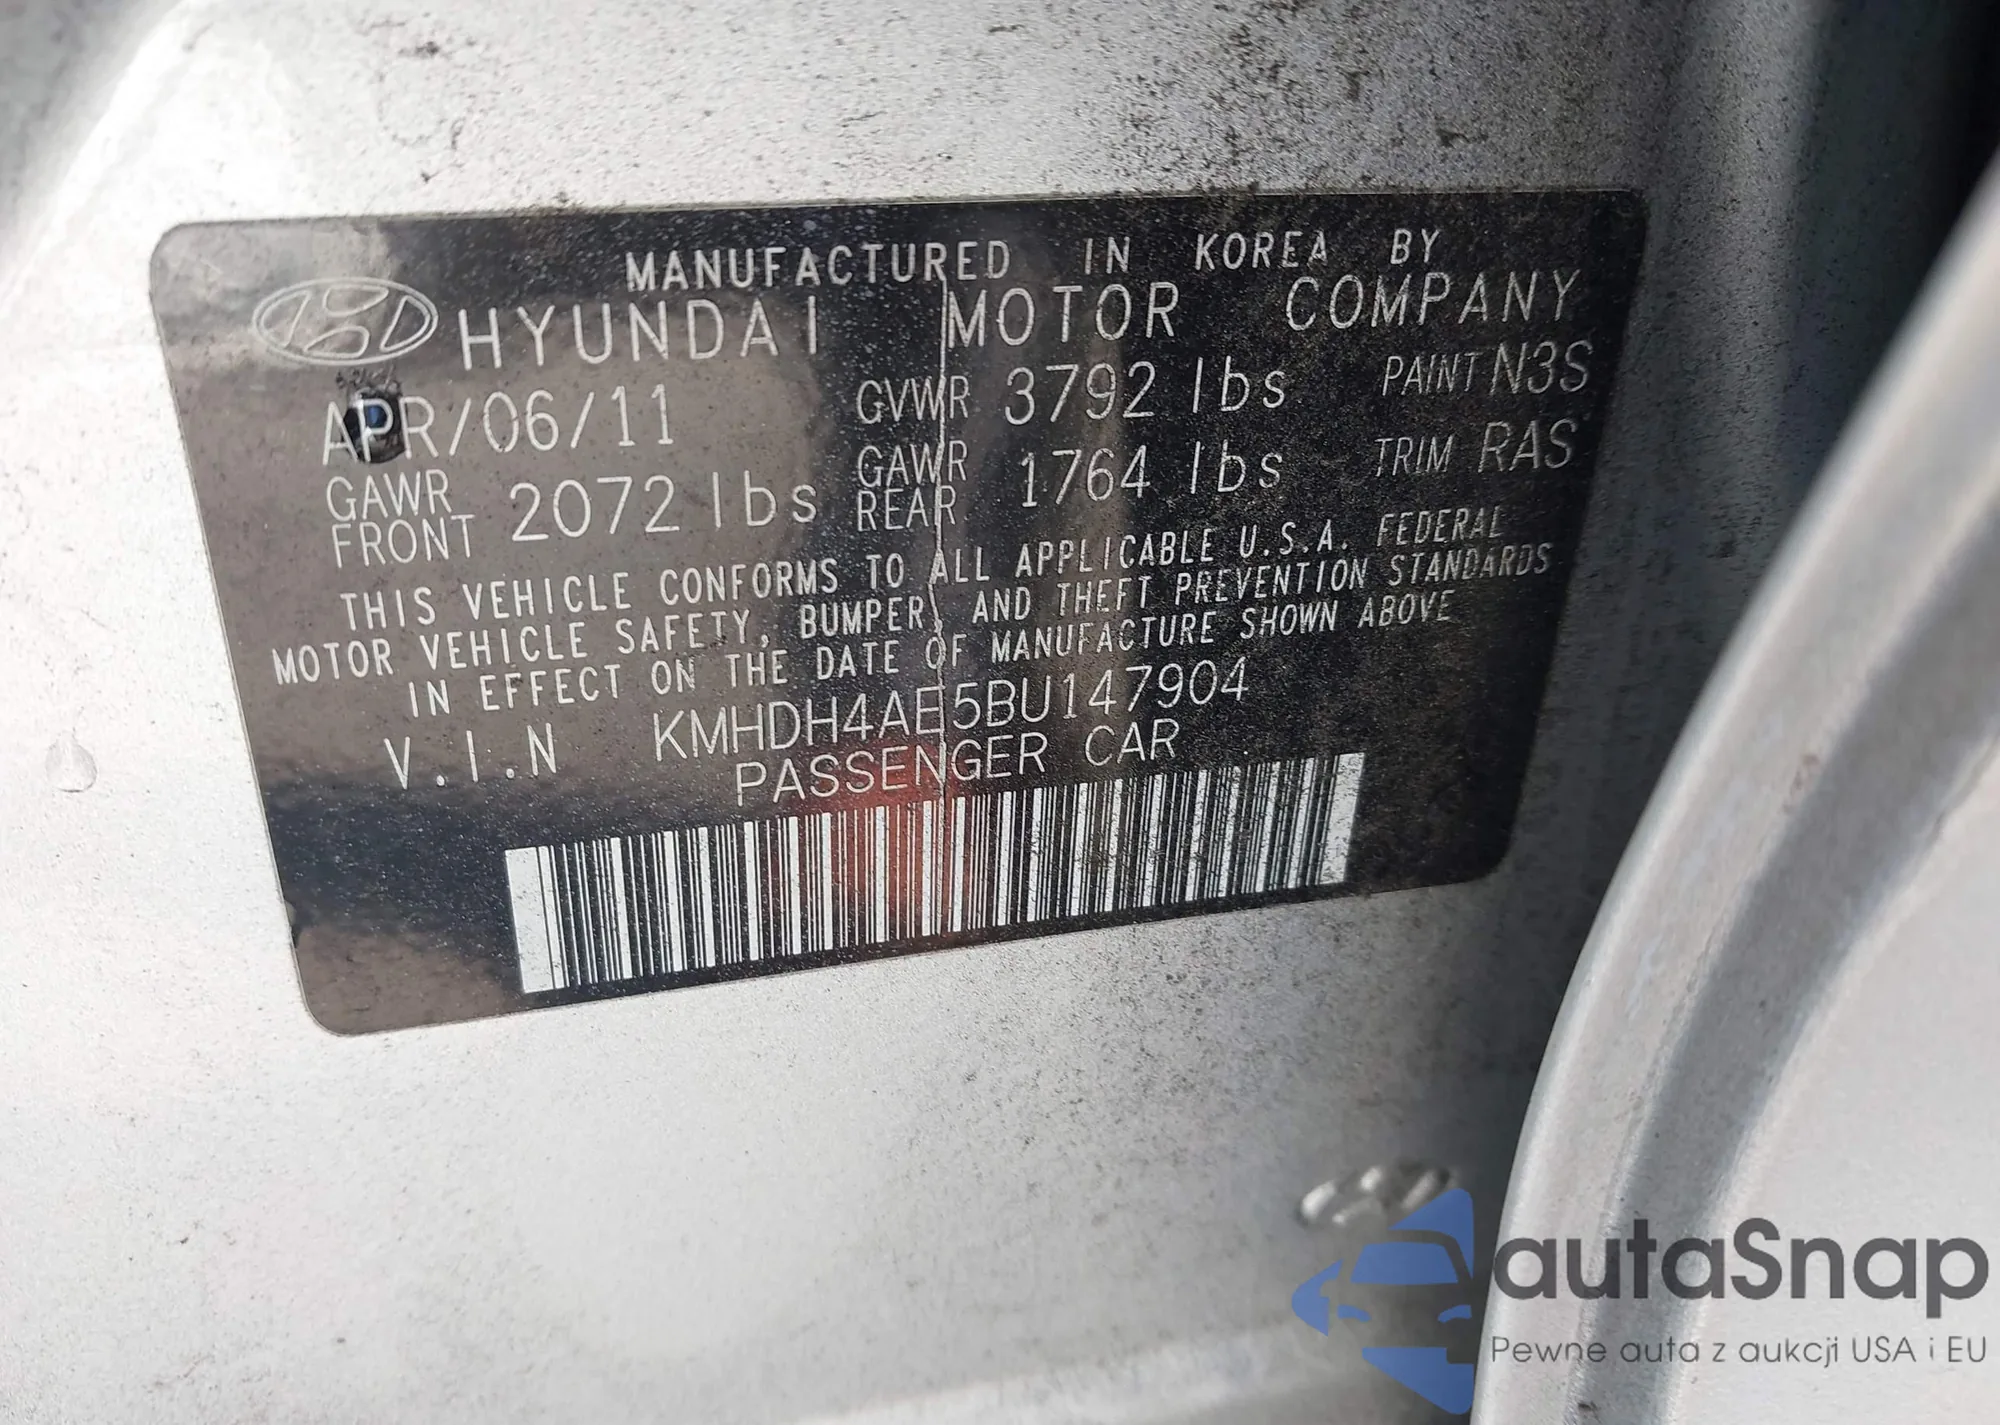 MANUFACTURED IN KOREA BY
HYUNDAI MOTOR COMPANY
APR/06/11 GVWR 3792 lbs PAINT N3S
GAWR FRONT 2072 lbs GAWR REAR 1764 lbs TRIM RAS
THIS VEHICLE CONFORMS TO ALL APPLICABLE U.S.A. FEDERAL
MOTOR VEHICLE SAFETY, BUMPER, AND THEFT PREVENTION STANDARDS
IN EFFECT ON THE DATE OF MANUFACTURE SHOWN ABOVE
V.I.N KMHDH4AE5BU147904
PASSENGER CAR
autaSnap
Pewne auta z aukcji USA i EU